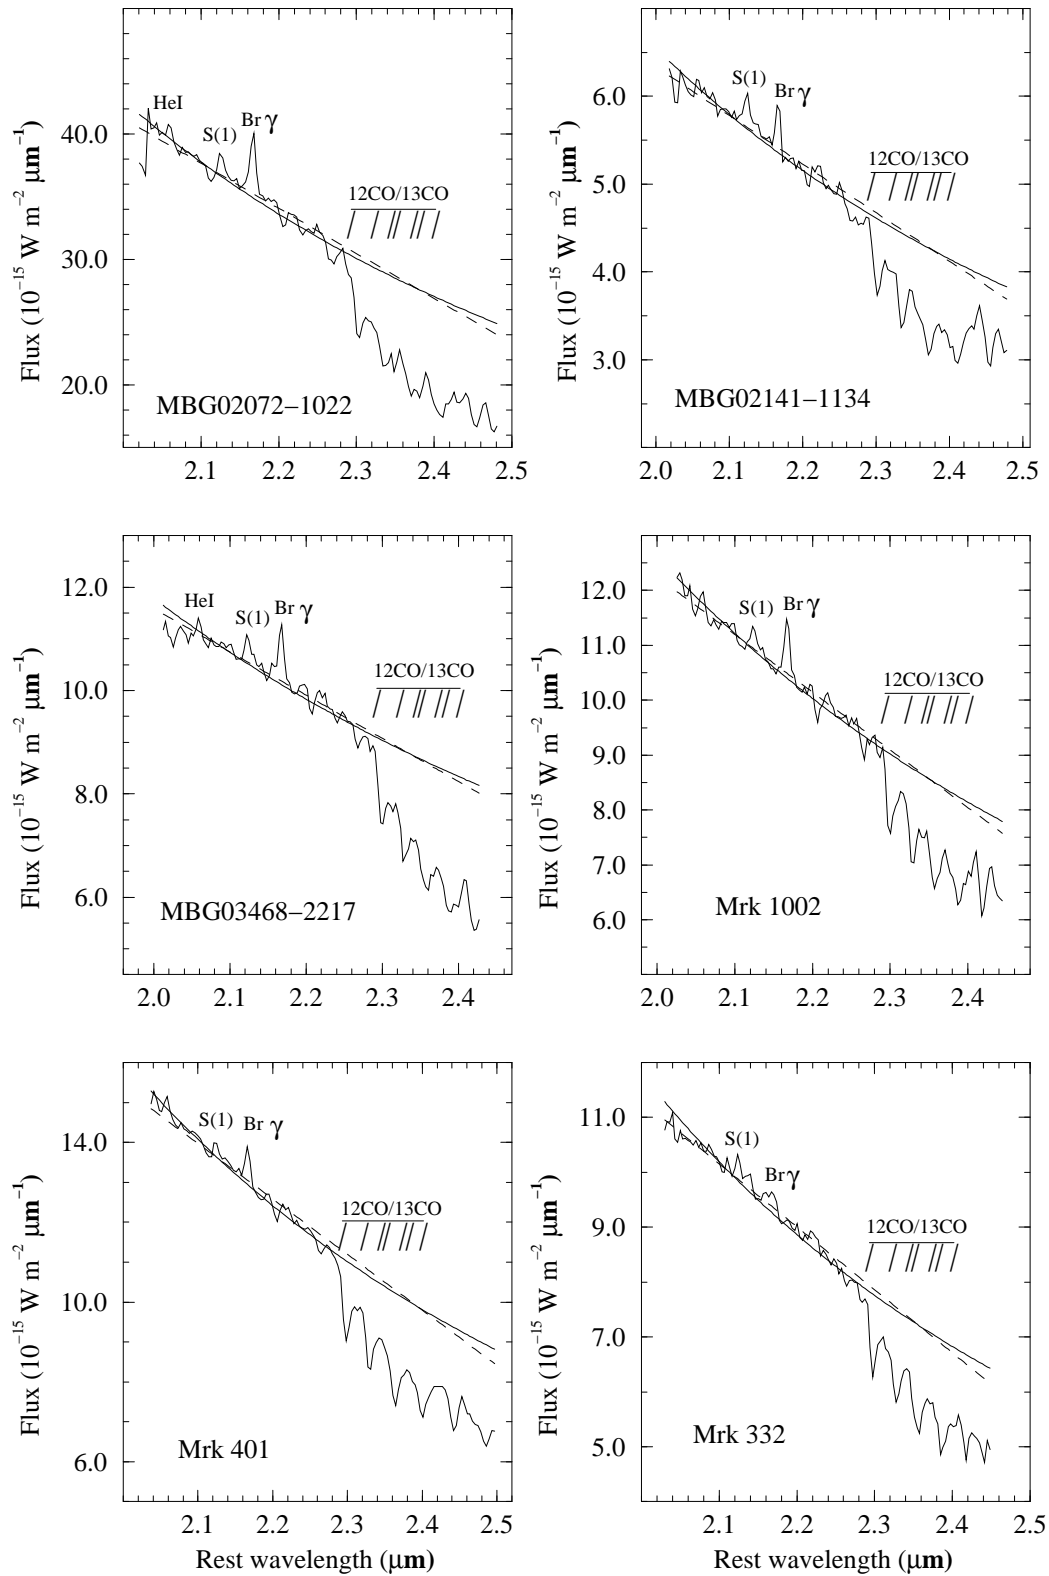 HeI
S(1)
Br γ
12CO/13CO
40.0
30.0
20.0
Flux (10⁻¹⁵ W m⁻² μm⁻¹)
MBG02072−1022
2.1 2.2 2.3 2.4 2.5
S(1)
Br γ
12CO/13CO
6.0
5.0
4.0
3.0
Flux (10⁻¹⁵ W m⁻² μm⁻¹)
MBG02141−1134
2.0 2.1 2.2 2.3 2.4 2.5
HeI
S(1)
Br γ
12CO/13CO
12.0
10.0
8.0
6.0
Flux (10⁻¹⁵ W m⁻² μm⁻¹)
MBG03468−2217
2.0 2.1 2.2 2.3 2.4
S(1)
Br γ
12CO/13CO
12.0
11.0
10.0
9.0
8.0
7.0
6.0
Flux (10⁻¹⁵ W m⁻² μm⁻¹)
Mrk 1002
2.0 2.1 2.2 2.3 2.4
S(1)
Br γ
12CO/13CO
14.0
10.0
6.0
Flux (10⁻¹⁵ W m⁻² μm⁻¹)
Mrk 401
2.1 2.2 2.3 2.4 2.5
Rest wavelength (μm)
S(1)
Br γ
12CO/13CO
11.0
9.0
7.0
5.0
Flux (10⁻¹⁵ W m⁻² μm⁻¹)
Mrk 332
2.1 2.2 2.3 2.4 2.5
Rest wavelength (μm)